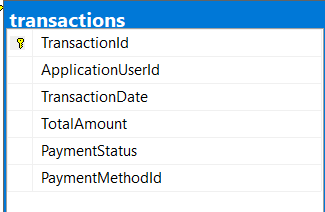 transactions
TransactionId
ApplicationUserId
TransactionDate
TotalAmount
PaymentStatus
PaymentMethodId